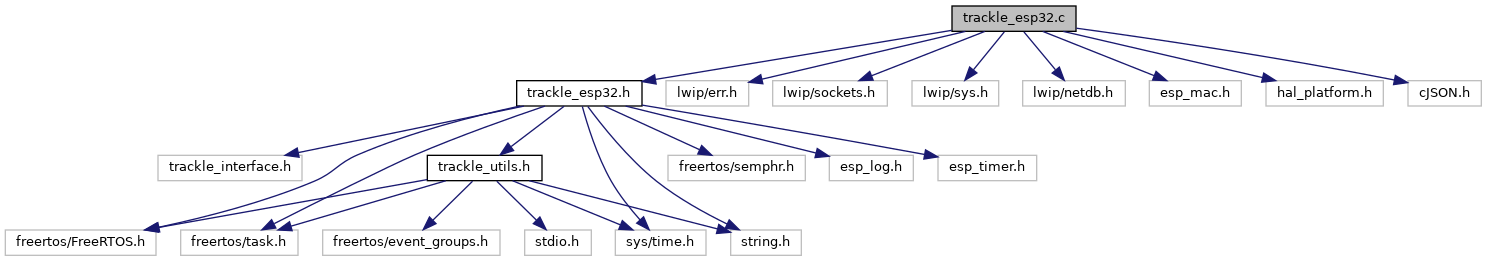 trackle_esp32.c
trackle_esp32.h
lwip/err.h
lwip/sockets.h
lwip/sys.h
lwip/netdb.h
esp_mac.h
hal_platform.h
cJSON.h
trackle_interface.h
trackle_utils.h
freertos/semphr.h
esp_log.h
esp_timer.h
freertos/FreeRTOS.h
freertos/task.h
freertos/event_groups.h
stdio.h
sys/time.h
string.h